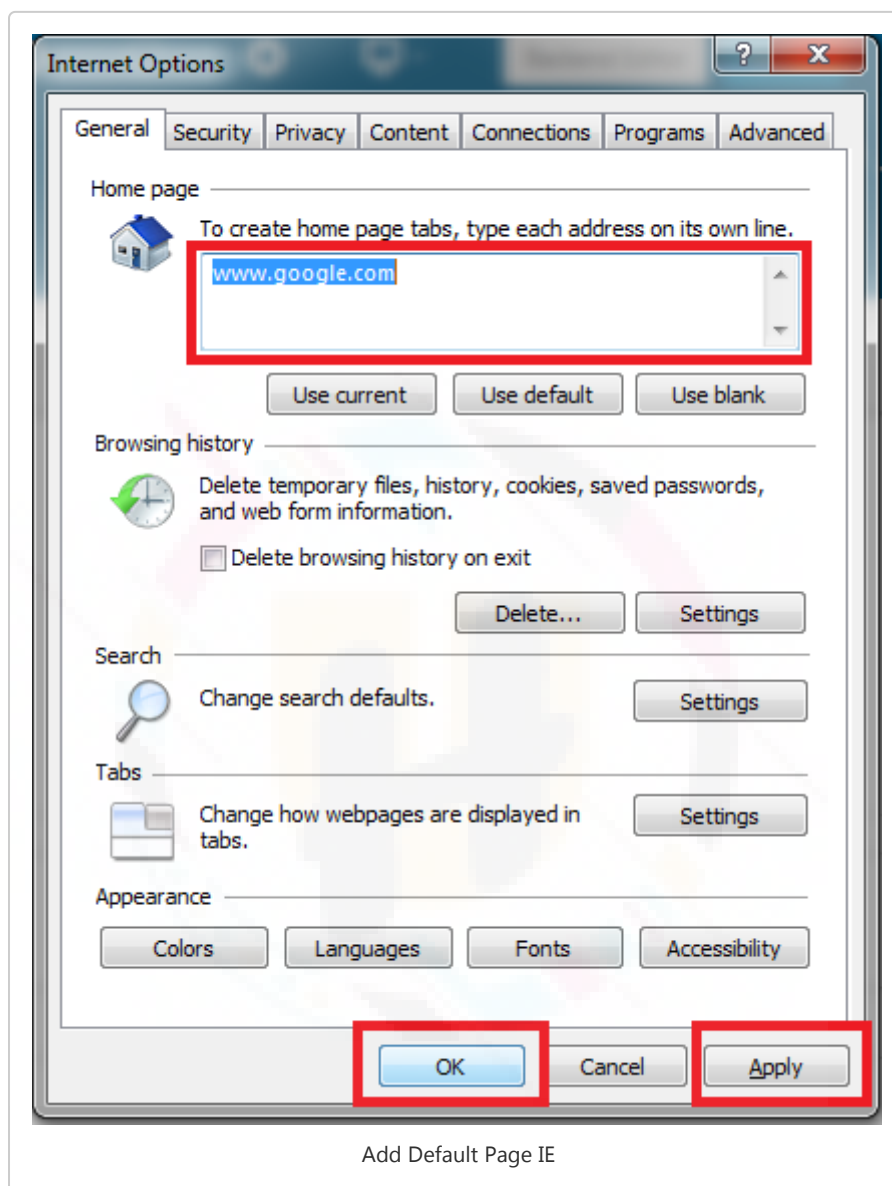 Internet Options
?
X
General Security Privacy Content Connections Programs Advanced
Home page
To create home page tabs, type each address on its own line.
www.google.com
Use current Use default Use blank
Browsing history
Delete temporary files, history, cookies, saved passwords,
and web form information.
Delete browsing history on exit
Delete... Settings
Search
Change search defaults. Settings
Tabs
Change how webpages are displayed in Settings
tabs.
Appearance
Colors Languages Fonts Accessibility
OK Cancel Apply
Add Default Page IE